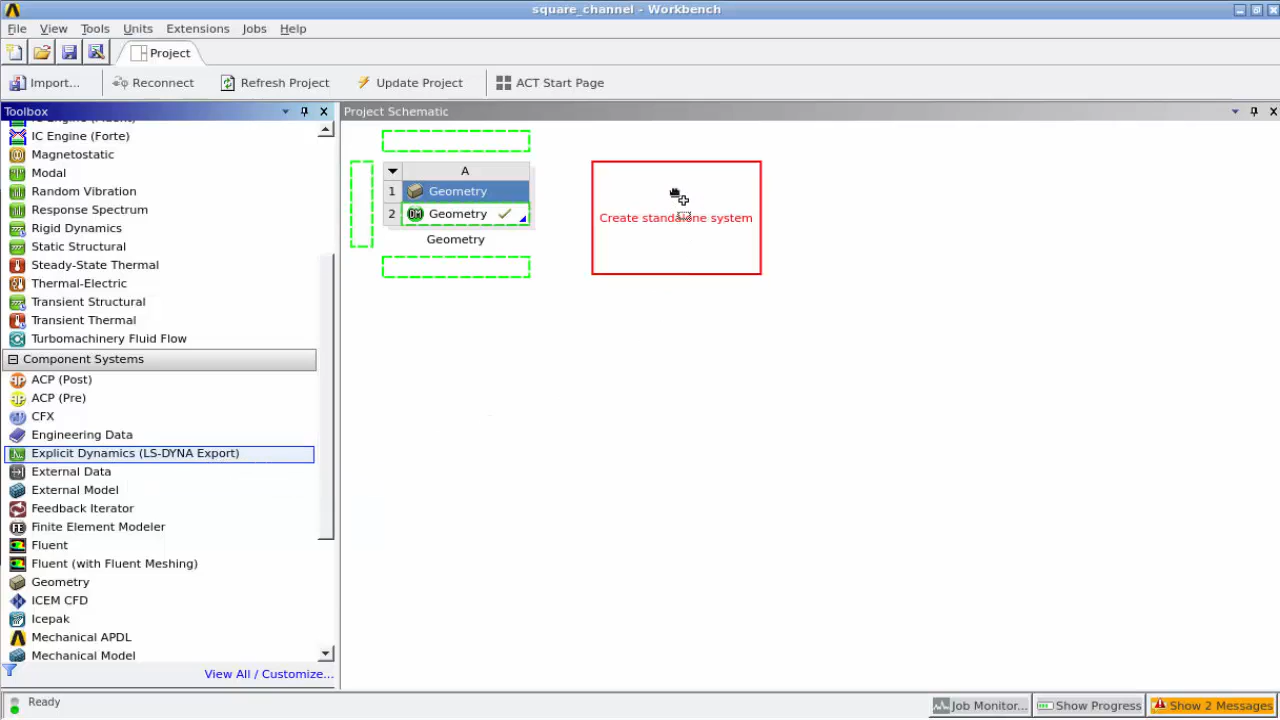 square_channel - Workbench
File View Tools Units Extensions Jobs Help
Project
Import... Reconnect Refresh Project Update Project ACT Start Page
Toolbox
IC Engine (Fluent)
IC Engine (Forte)
Magnetostatic
Modal
Random Vibration
Response Spectrum
Rigid Dynamics
Static Structural
Steady-State Thermal
Thermal-Electric
Transient Structural
Transient Thermal
Turbomachinery Fluid Flow
Component Systems
ACP (Post)
ACP (Pre)
CFX
Engineering Data
Explicit Dynamics (LS-DYNA Export)
External Data
External Model
Feedback Iterator
Finite Element Modeler
Fluent
Fluent (with Fluent Meshing)
Geometry
ICEM CFD
Icepak
Mechanical APDL
Mechanical Model
View All / Customize...
Project Schematic
A
1 Geometry
2 DM Geometry
Geometry
Create standalone system
Ready
Job Monitor... Show Progress Show 2 Messages